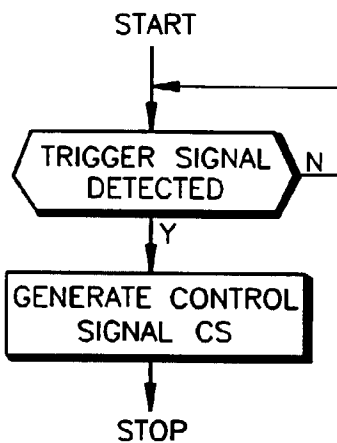 START
TRIGGER SIGNAL
DETECTED
N
Y
GENERATE CONTROL
SIGNAL CS
STOP